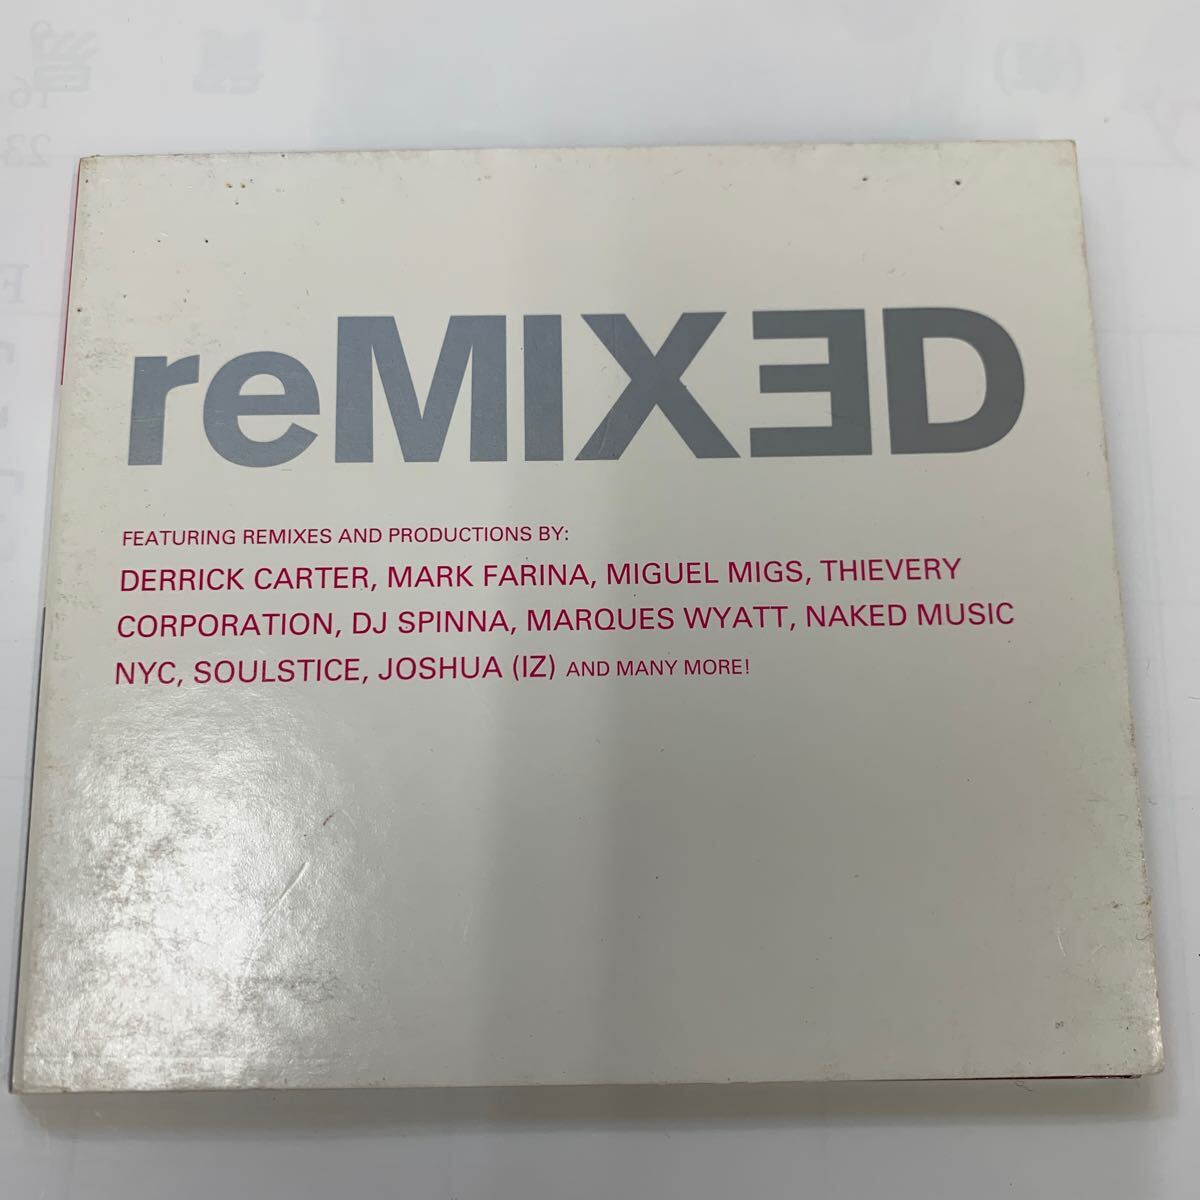 reMIXED
FEATURING REMIXES AND PRODUCTIONS BY:
DERRICK CARTER, MARK FARINA, MIGUEL MIGS, THIEVERY
CORPORATION, DJ SPINNA, MARQUES WYATT, NAKED MUSIC
NYC, SOULSTICE, JOSHUA (IZ) AND MANY MORE!